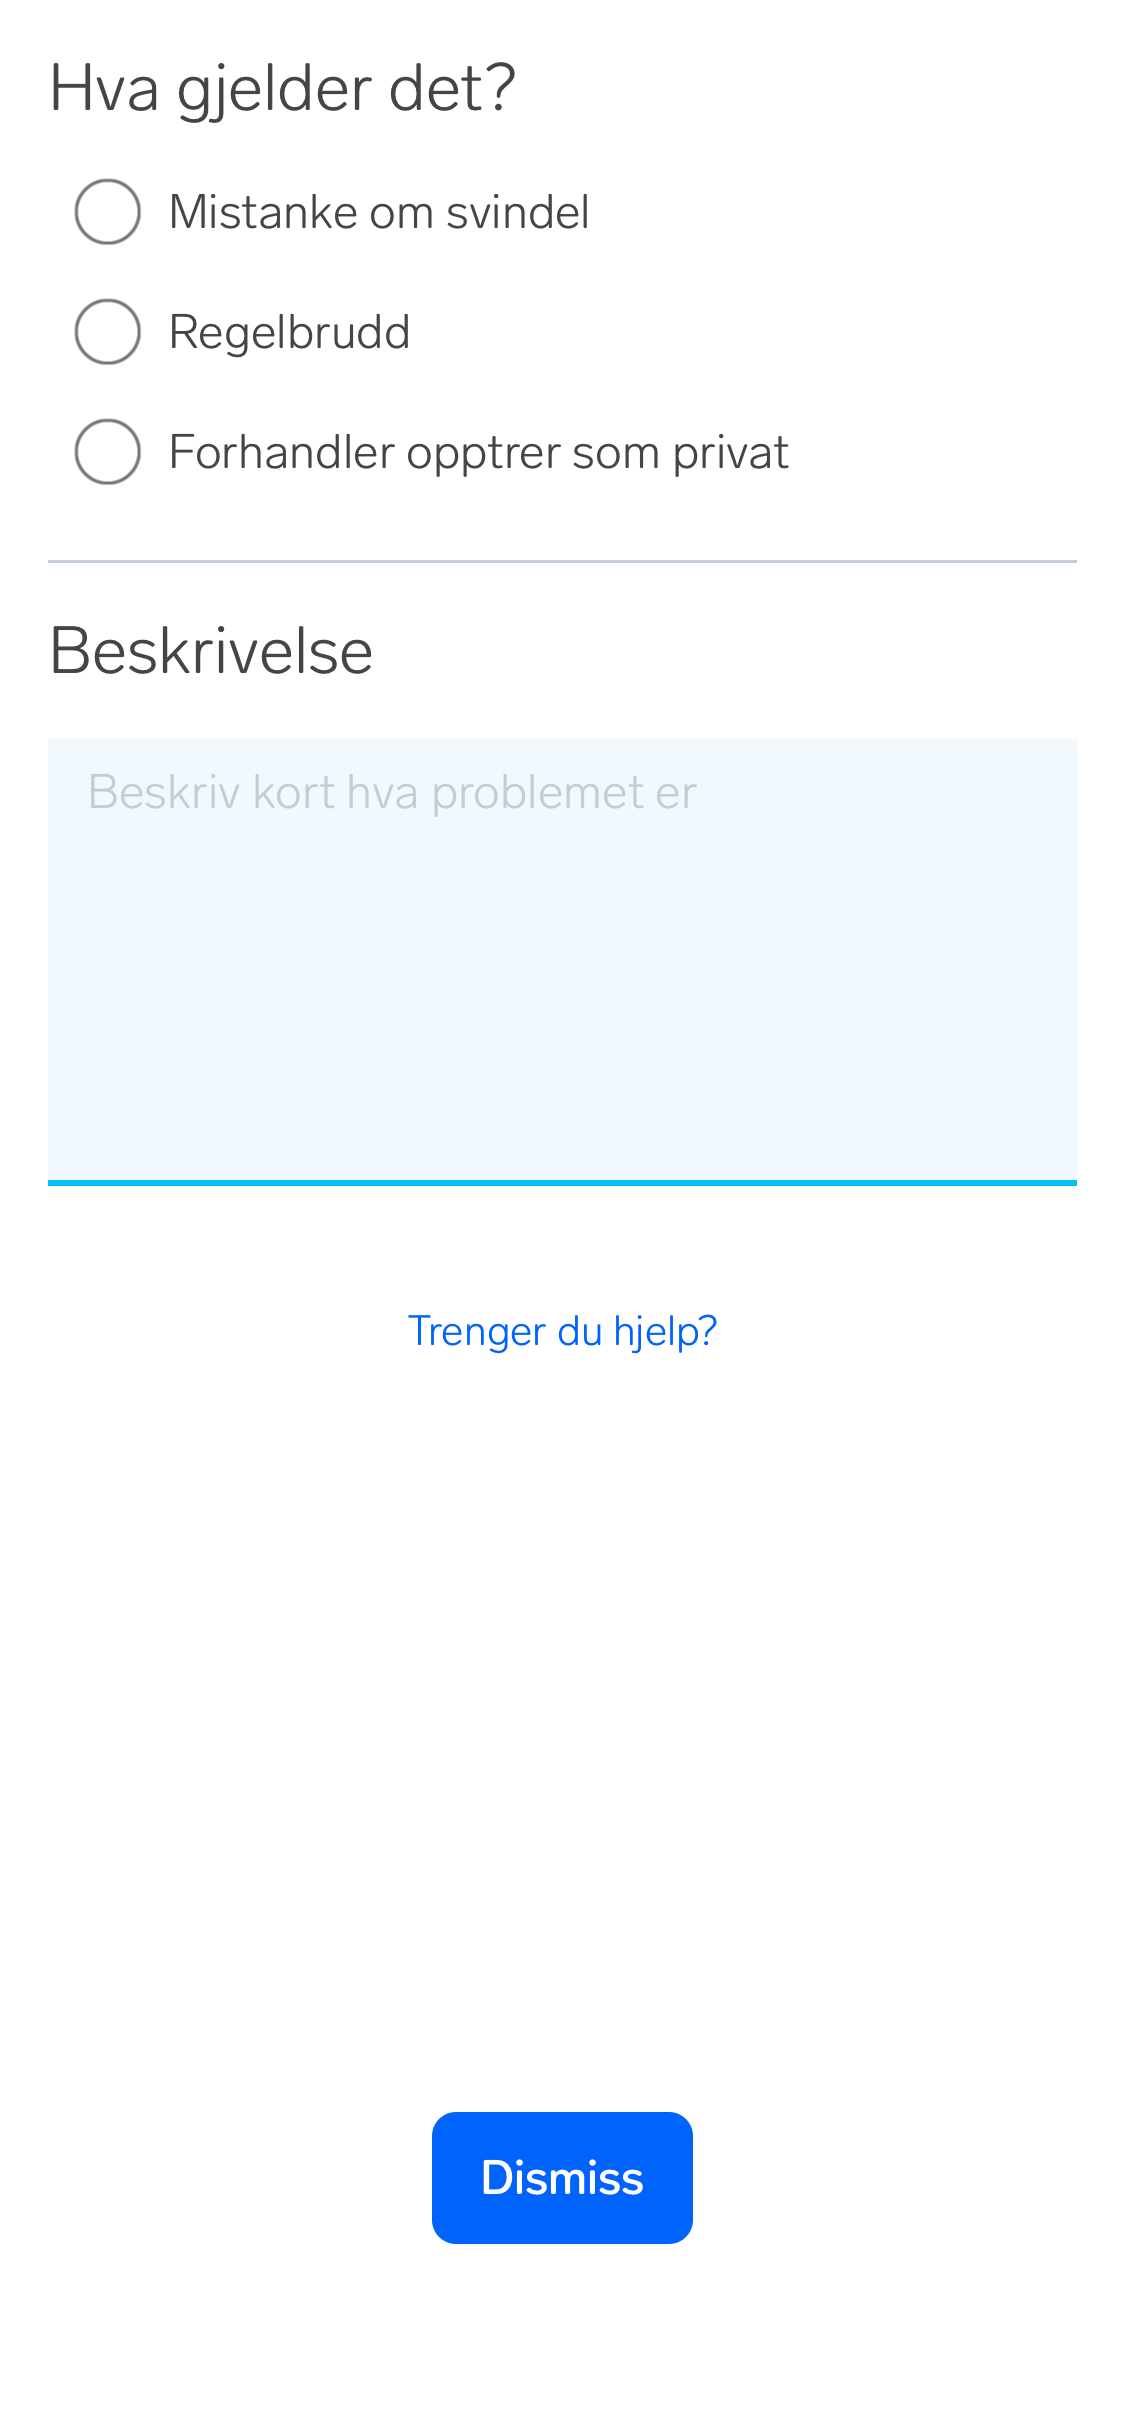 Hva gjelder det?
Mistanke om svindel
Regelbrudd
Forhandler opptrer som privat
Beskrivelse
Beskriv kort hva problemet er
Trenger du hjelp?
Dismiss